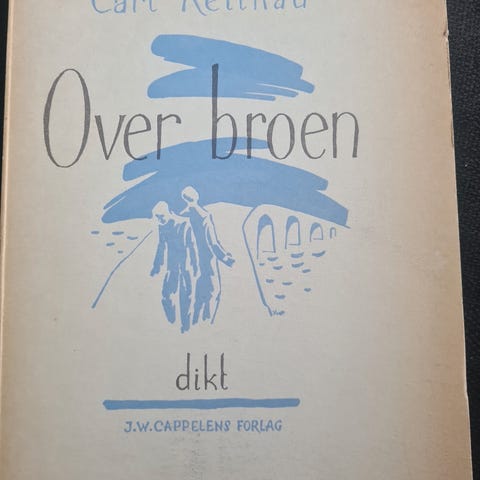 Carl Keilhau
Over broen
dikt
J.W. CAPPELENS FORLAG